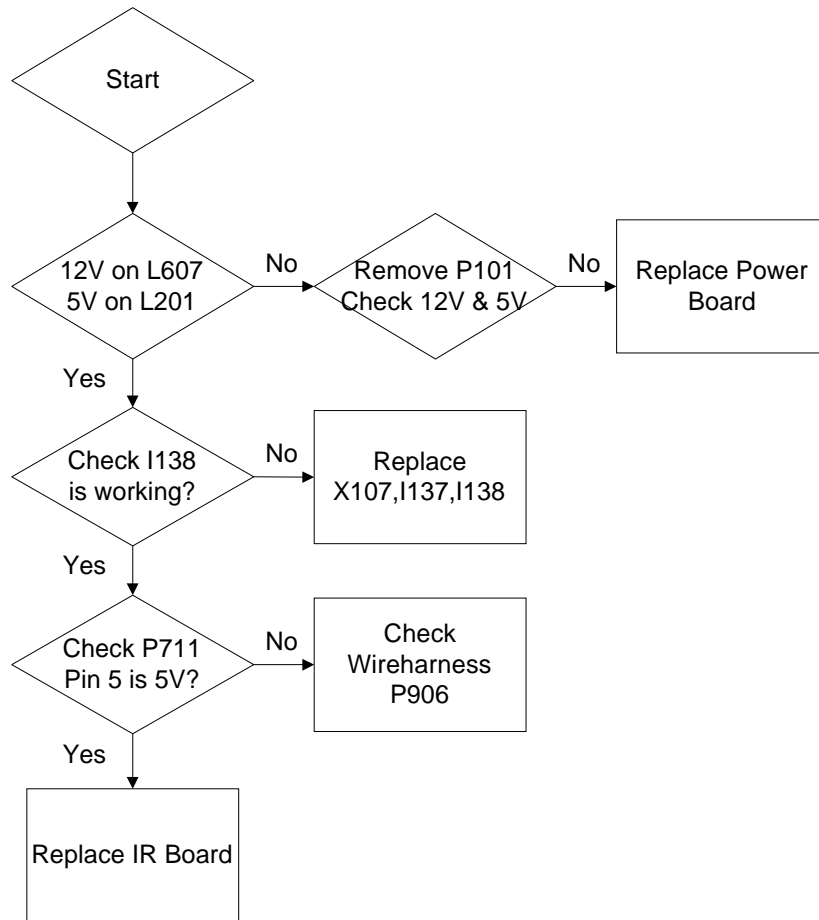 Start
12V on L607
5V on L201
No
Remove P101
Check 12V & 5V
No
Replace Power
Board
Yes
Check I138
is working?
No
Replace
X107,I137,I138
Yes
Check P711
Pin 5 is 5V?
No
Check
Wireharness
P906
Yes
Replace IR Board